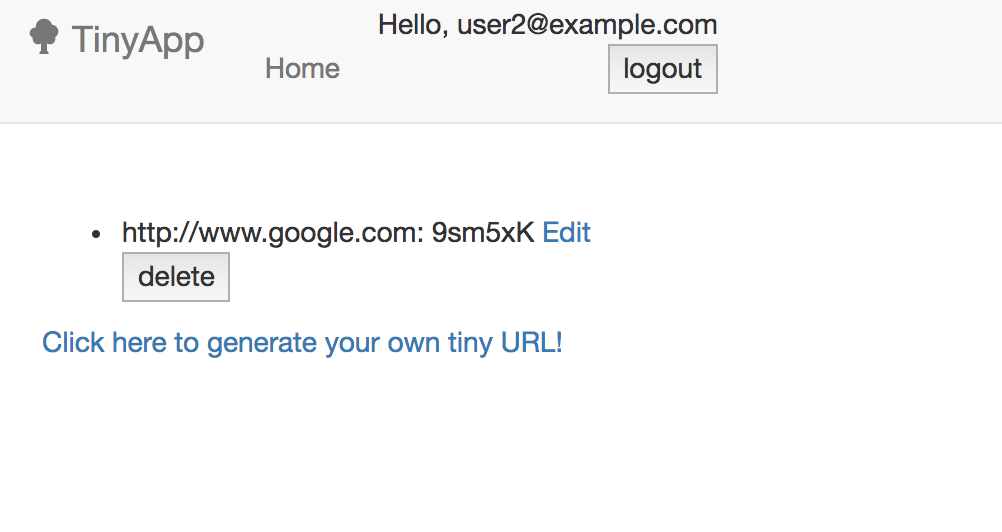 TinyApp
Hello, user2@example.com
Home
logout
http://www.google.com: 9sm5xK Edit
delete
Click here to generate your own tiny URL!